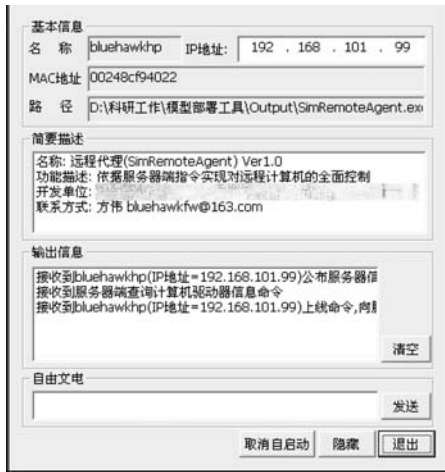 基本信息
名 称 bluehawkhp IP地址: 192 . 168 . 101 . 99
MAC地址 00248cf94022
路 径 D:\科研工作\模型部署工具\Output\SimRemoteAgent.exe
简要描述
名称: 远程代理(SimRemoteAgent) Ver1.0
功能描述: 依据服务器端指令实现对远程计算机的全面控制
开发单位:
联系方式: 方伟 bluehawkfw@163.com
输出信息
接收到bluehawkhp(IP地址=192.168.101.99)公布服务器信
接收到服务器端查询计算机驱动器信息命令
接收到bluehawkhp(IP地址=192.168.101.99)上线命令,向
清空
自由文电
发送
取消自启动 隐藏 退出